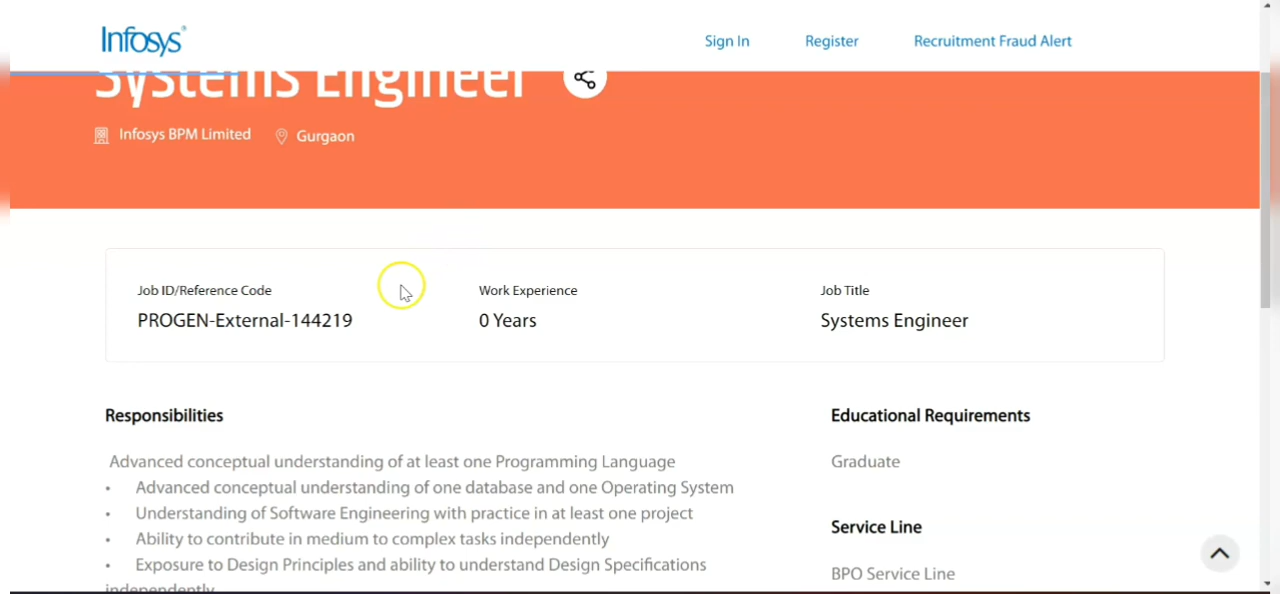 Infosys
Sign In
Register
Recruitment Fraud Alert
Systems Engineer
Infosys BPM Limited
Gurgaon
Job ID/Reference Code
Work Experience
Job Title
PROGEN-External-144219
0 Years
Systems Engineer
Responsibilities
Educational Requirements
Advanced conceptual understanding of at least one Programming Language
Graduate
• Advanced conceptual understanding of one database and one Operating System
• Understanding of Software Engineering with practice in at least one project
Service Line
• Ability to contribute in medium to complex tasks independently
• Exposure to Design Principles and ability to understand Design Specifications
BPO Service Line
independently